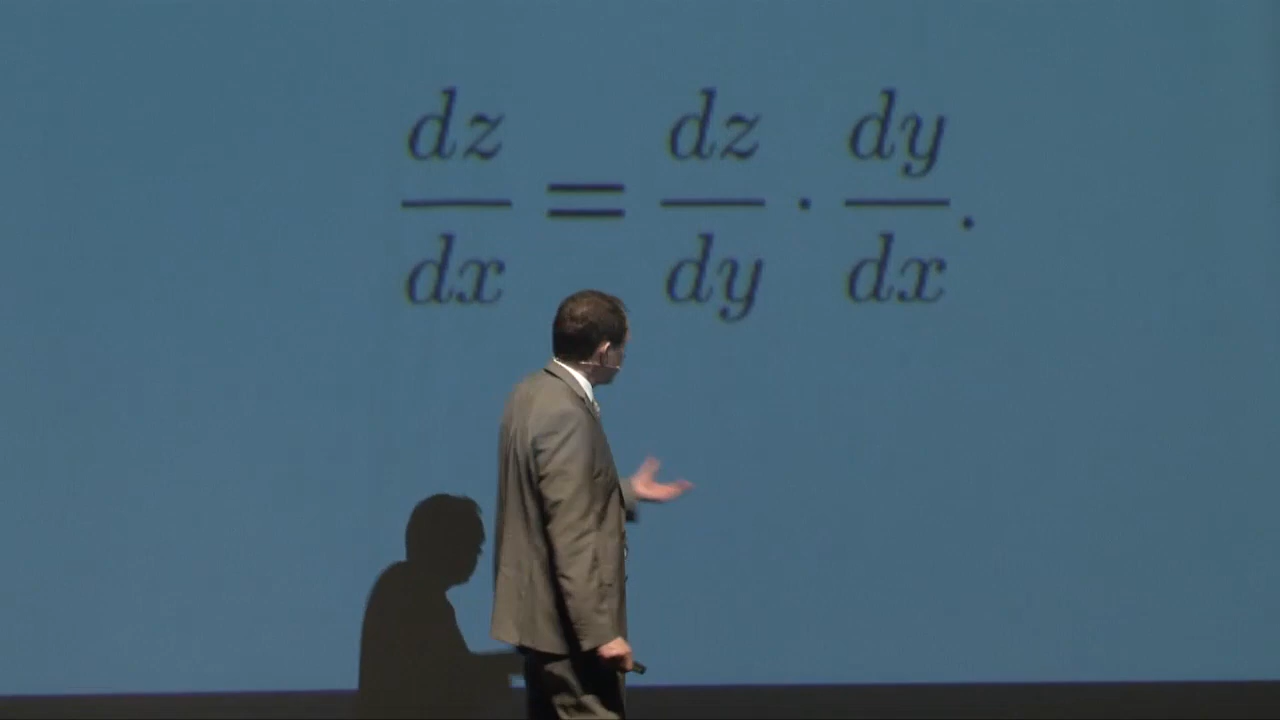 dz/dx = dz/dy · dy/dx.